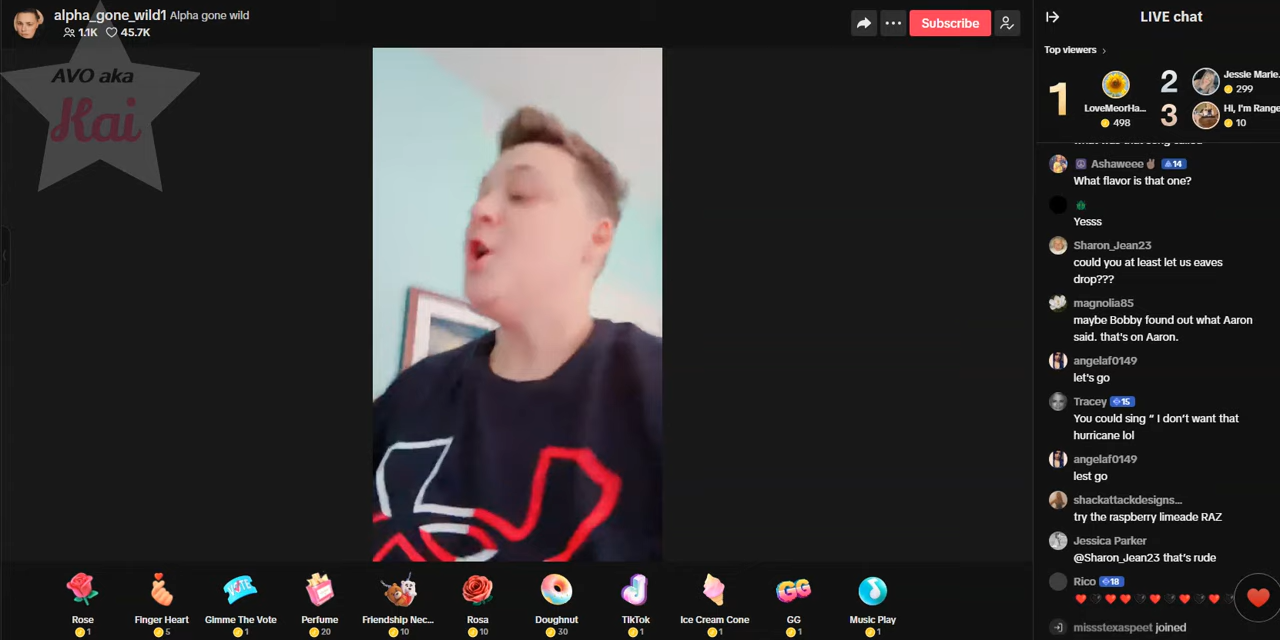 alpha_gone_wild1 Alpha gone wild
1.1K 45.7K
Subscribe
AVO aka
Kai
LIVE chat
Top viewers
1
LoveMeorHa...
498
2
Jessie Marie.
299
3
Hi, I'm Range
10
Ashaweee 14
What flavor is that one?
Yesss
Sharon_Jean23
could you at least let us eaves
drop???
magnolia85
maybe Bobby found out what Aaron
said. that's on Aaron.
angelaf0149
let's go
Tracey 15
You could sing “ I don’t want that
hurricane lol
angelaf0149
lest go
shackattackdesigns...
try the raspberry limeade RAZ
Jessica Parker
@Sharon_Jean23 that’s rude
Rico 18
missstexaspeet joined
Rose
1
Finger Heart
5
Gimme The Vote
1
Perfume
20
Friendship Nec...
10
Rosa
10
Doughnut
30
TikTok
1
Ice Cream Cone
1
GG
GG
1
Music Play
1